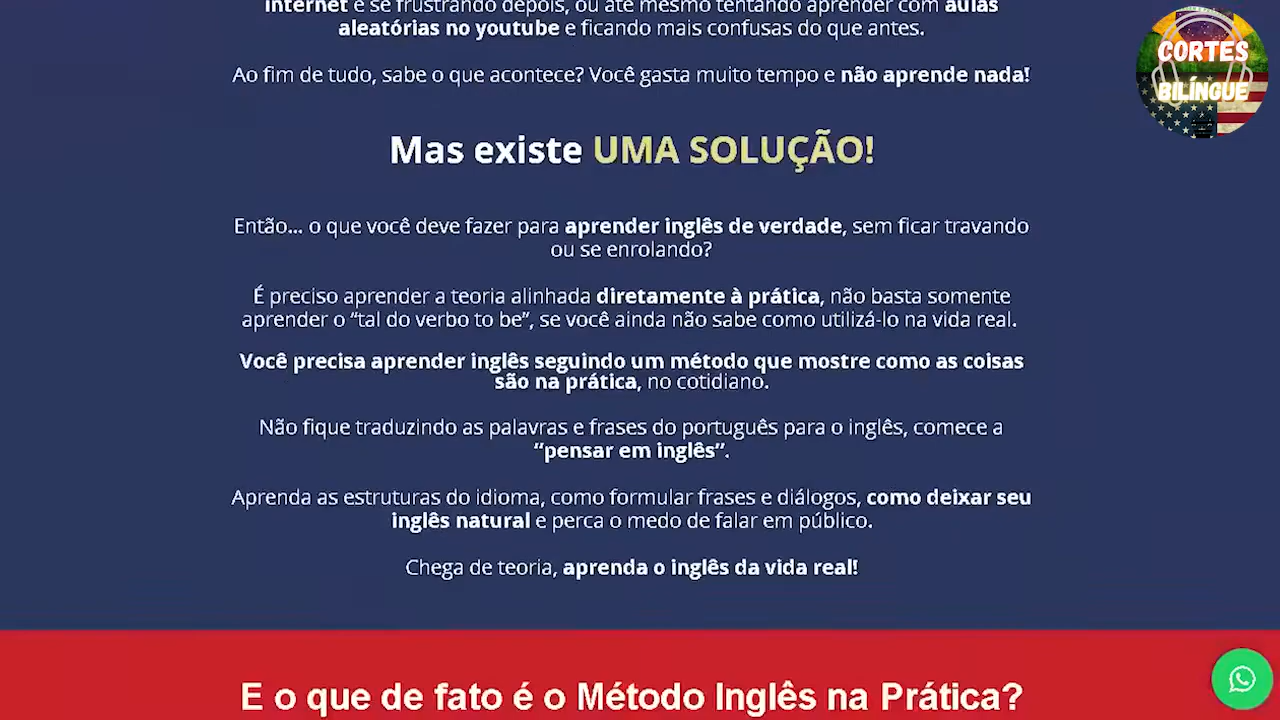 internet e se frustrando depois, ou até mesmo tentando aprender com aulas
aleatórias no youtube e ficando mais confusas do que antes.
Ao fim de tudo, sabe o que acontece? Você gasta muito tempo e não aprende nada!
Mas existe UMA SOLUÇÃO!
Então... o que você deve fazer para aprender inglês de verdade, sem ficar travando
ou se enrolando?
É preciso aprender a teoria alinhada diretamente à prática, não basta somente
aprender o “tal do verbo to be”, se você ainda não sabe como utilizá-lo na vida real.
Você precisa aprender inglês seguindo um método que mostre como as coisas
são na prática, no cotidiano.
Não fique traduzindo as palavras e frases do português para o inglês, comece a
“pensar em inglês”.
Aprenda as estruturas do idioma, como formular frases e diálogos, como deixar seu
inglês natural e perca o medo de falar em público.
Chega de teoria, aprenda o inglês da vida real!
E o que de fato é o Método Inglês na Prática?
CORTES
BILÍNGUE